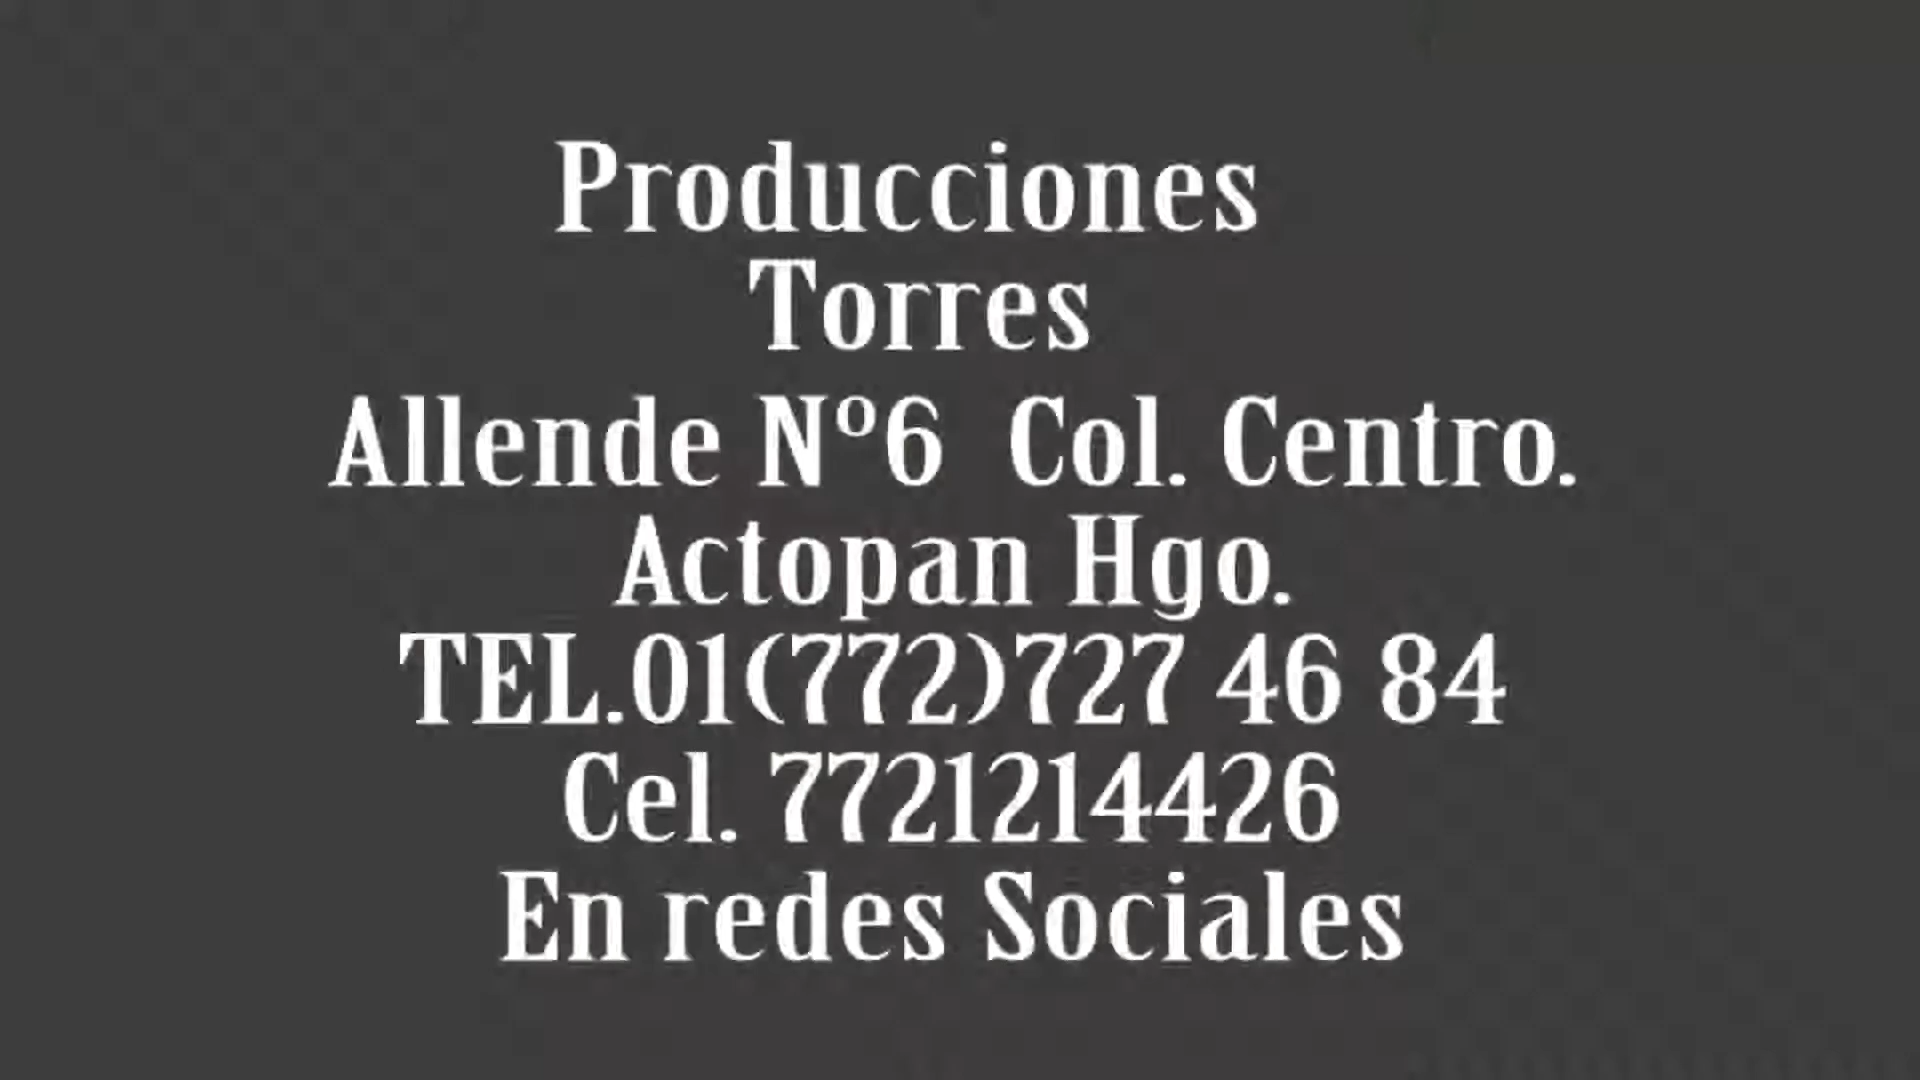 Producciones
Torres
Allende Nº6  Col. Centro.
Actopan Hgo.
TEL.01(772)727 46 84
Cel. 7721214426
En redes Sociales